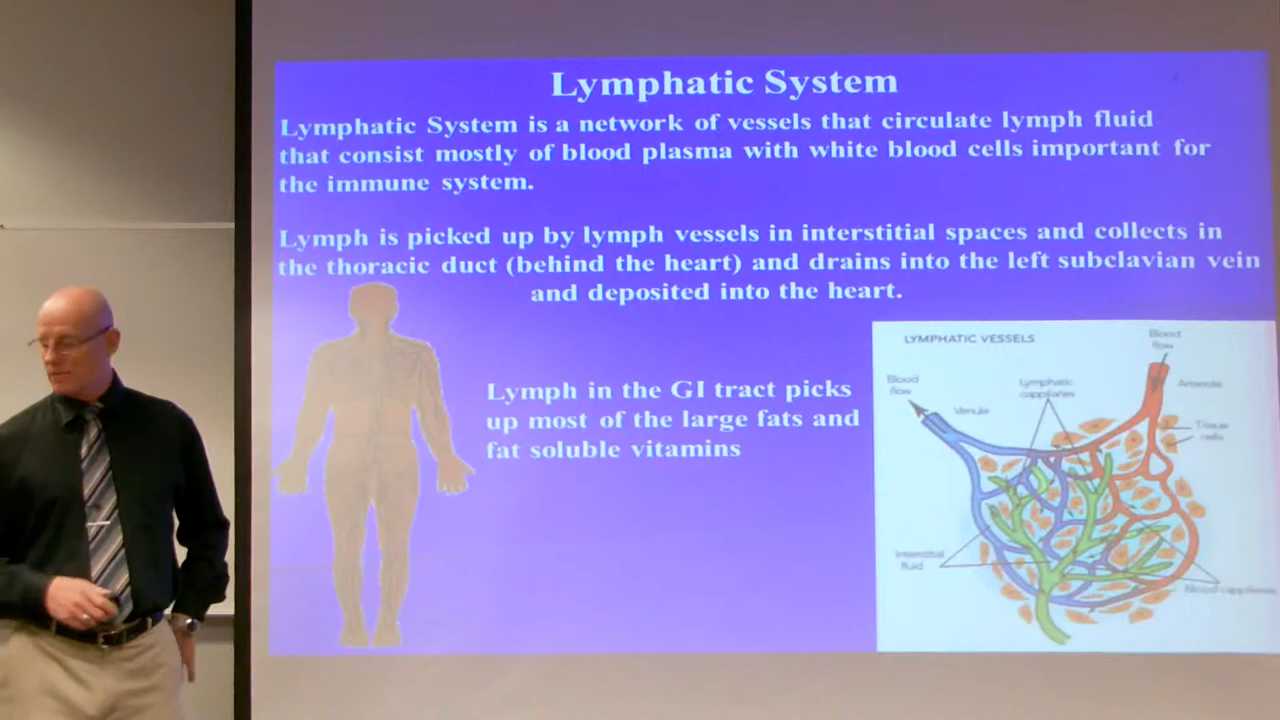 Lymphatic System
Lymphatic System is a network of vessels that circulate lymph fluid
that consist mostly of blood plasma with white blood cells important for
the immune system.
Lymph is picked up by lymph vessels in interstitial spaces and collects in
the thoracic duct (behind the heart) and drains into the left subclavian vein
and deposited into the heart.
Lymph in the GI tract picks
up most of the large fats and
fat soluble vitamins
LYMPHATIC VESSELS
Blood
flow
Blood
flow
Lymphatic
capillaries
Arteriole
Venule
Tissue
cells
Interstitial
fluid
Blood capillaries